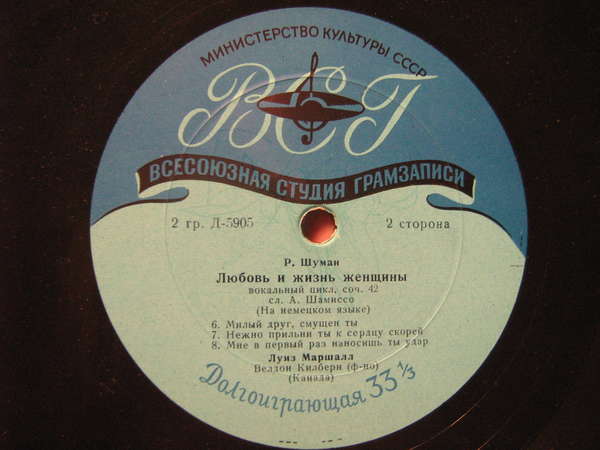 МИНИСТЕРСТВО КУЛЬТУРЫ СССР
ВСГ
ВСЕСОЮЗНАЯ СТУДИЯ ГРАМЗАПИСИ
2 гр. Д-5905 2 сторона
Р. Шуман
Любовь и жизнь женщины
вокальный цикл, соч. 42
сл. А. Шамиссо
(На немецком языке)
6. Милый друг, смущен ты
7. Нежно прильни ты к сердцу скорей
8. Мне в первый раз наносишь ты удар
Луиз Маршалл
Велдон Килберн (ф-но)
(Канада)
Долгоиграющая 33 1/3